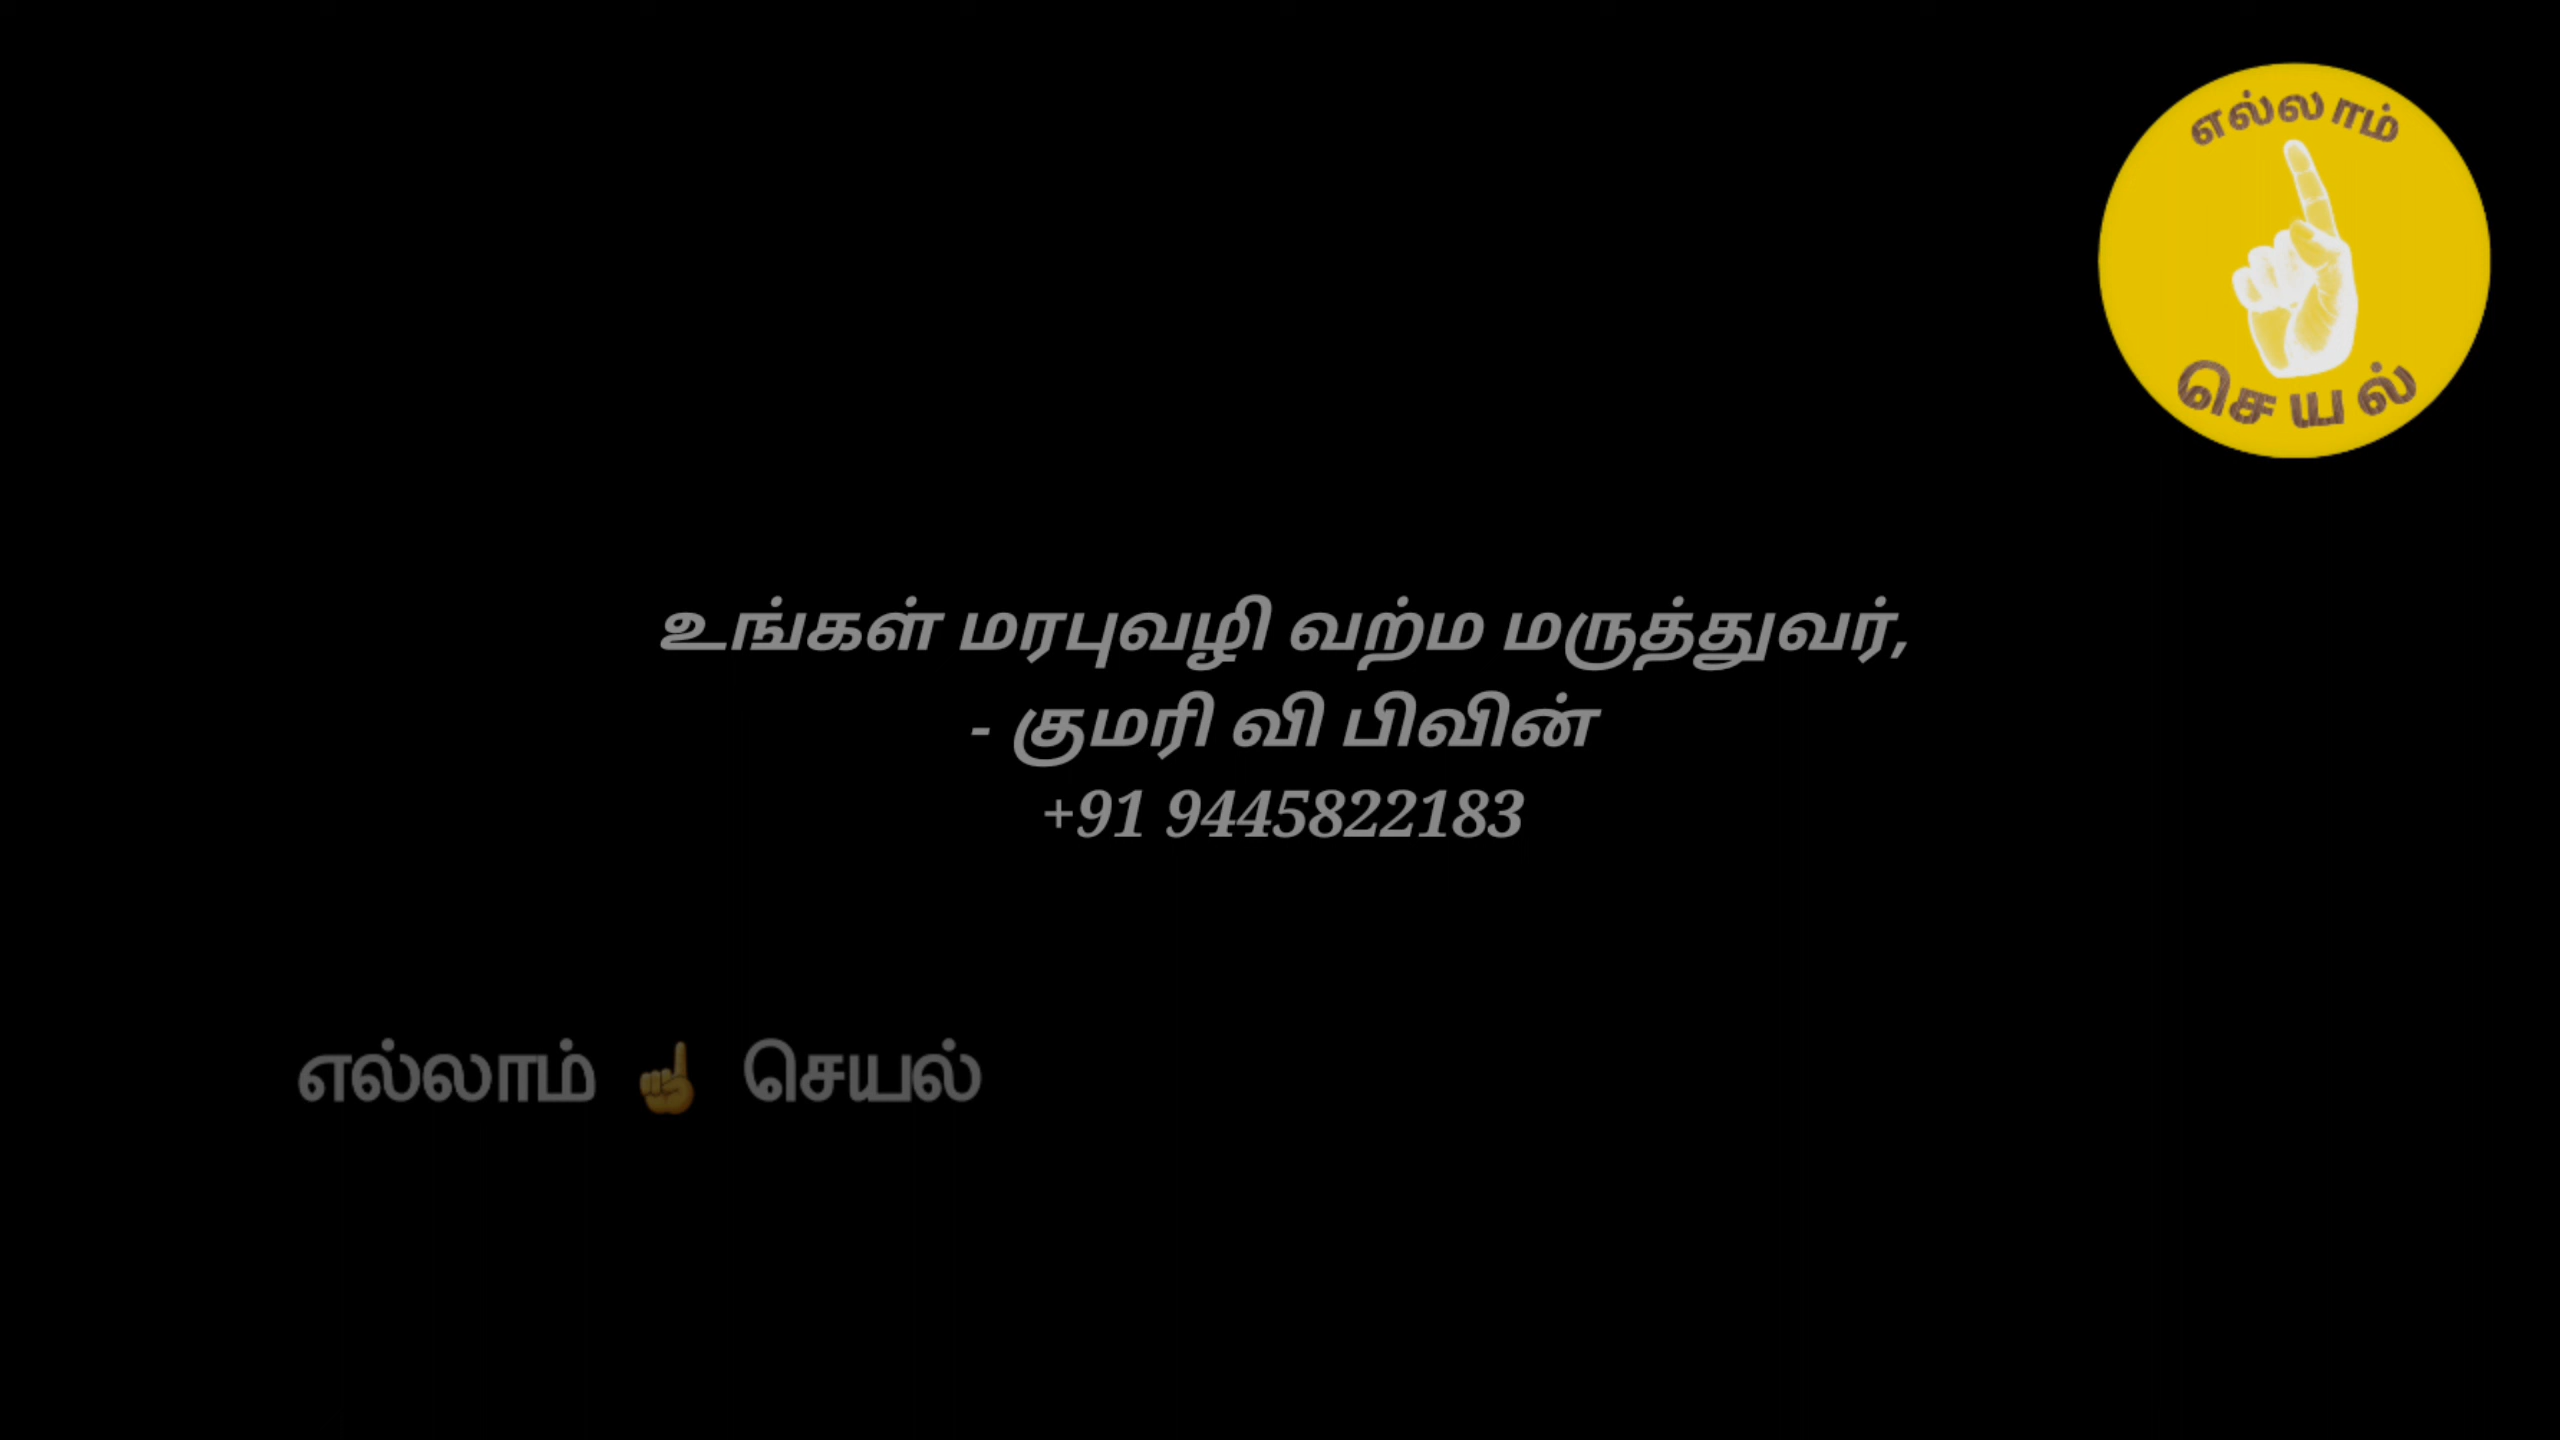 எல்லாம்
செயல்
உங்கள் மரபுவழி வற்ம மருத்துவர்,
- குமரி வி பிவின்
+91 9445822183
எல்லாம் ☝ செயல்